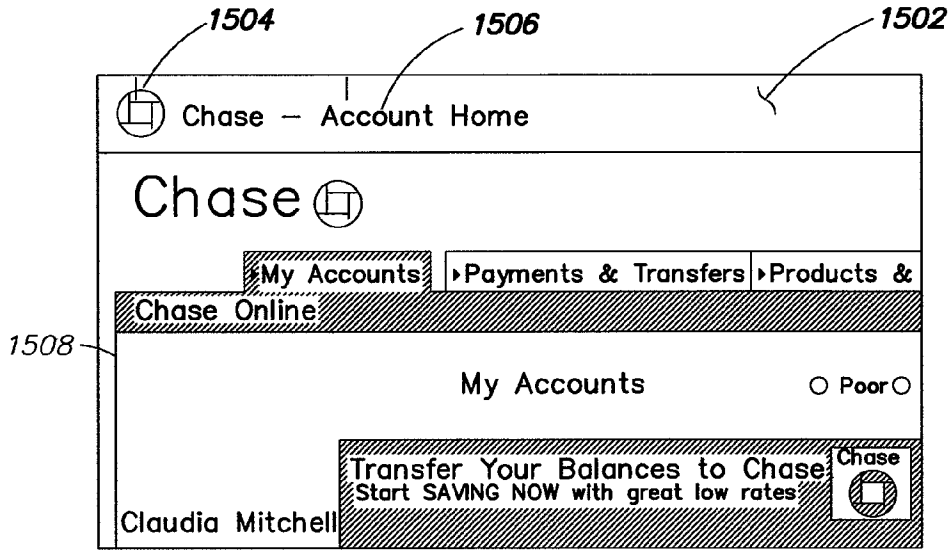 1504
1506
1502
Chase – Account Home
Chase
My Accounts
Payments & Transfers
Products &
Chase Online
1508
My Accounts
Poor
Transfer Your Balances to Chase
Start SAVING NOW with great low rates
Chase
Claudia Mitchell